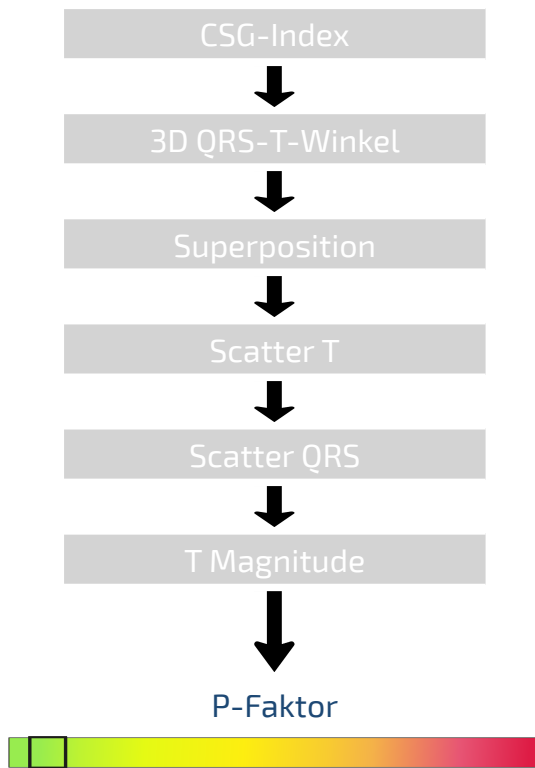 CSG-Index
3D QRS-T-Winkel
Superposition
Scatter T
Scatter QRS
T Magnitude
P-Faktor